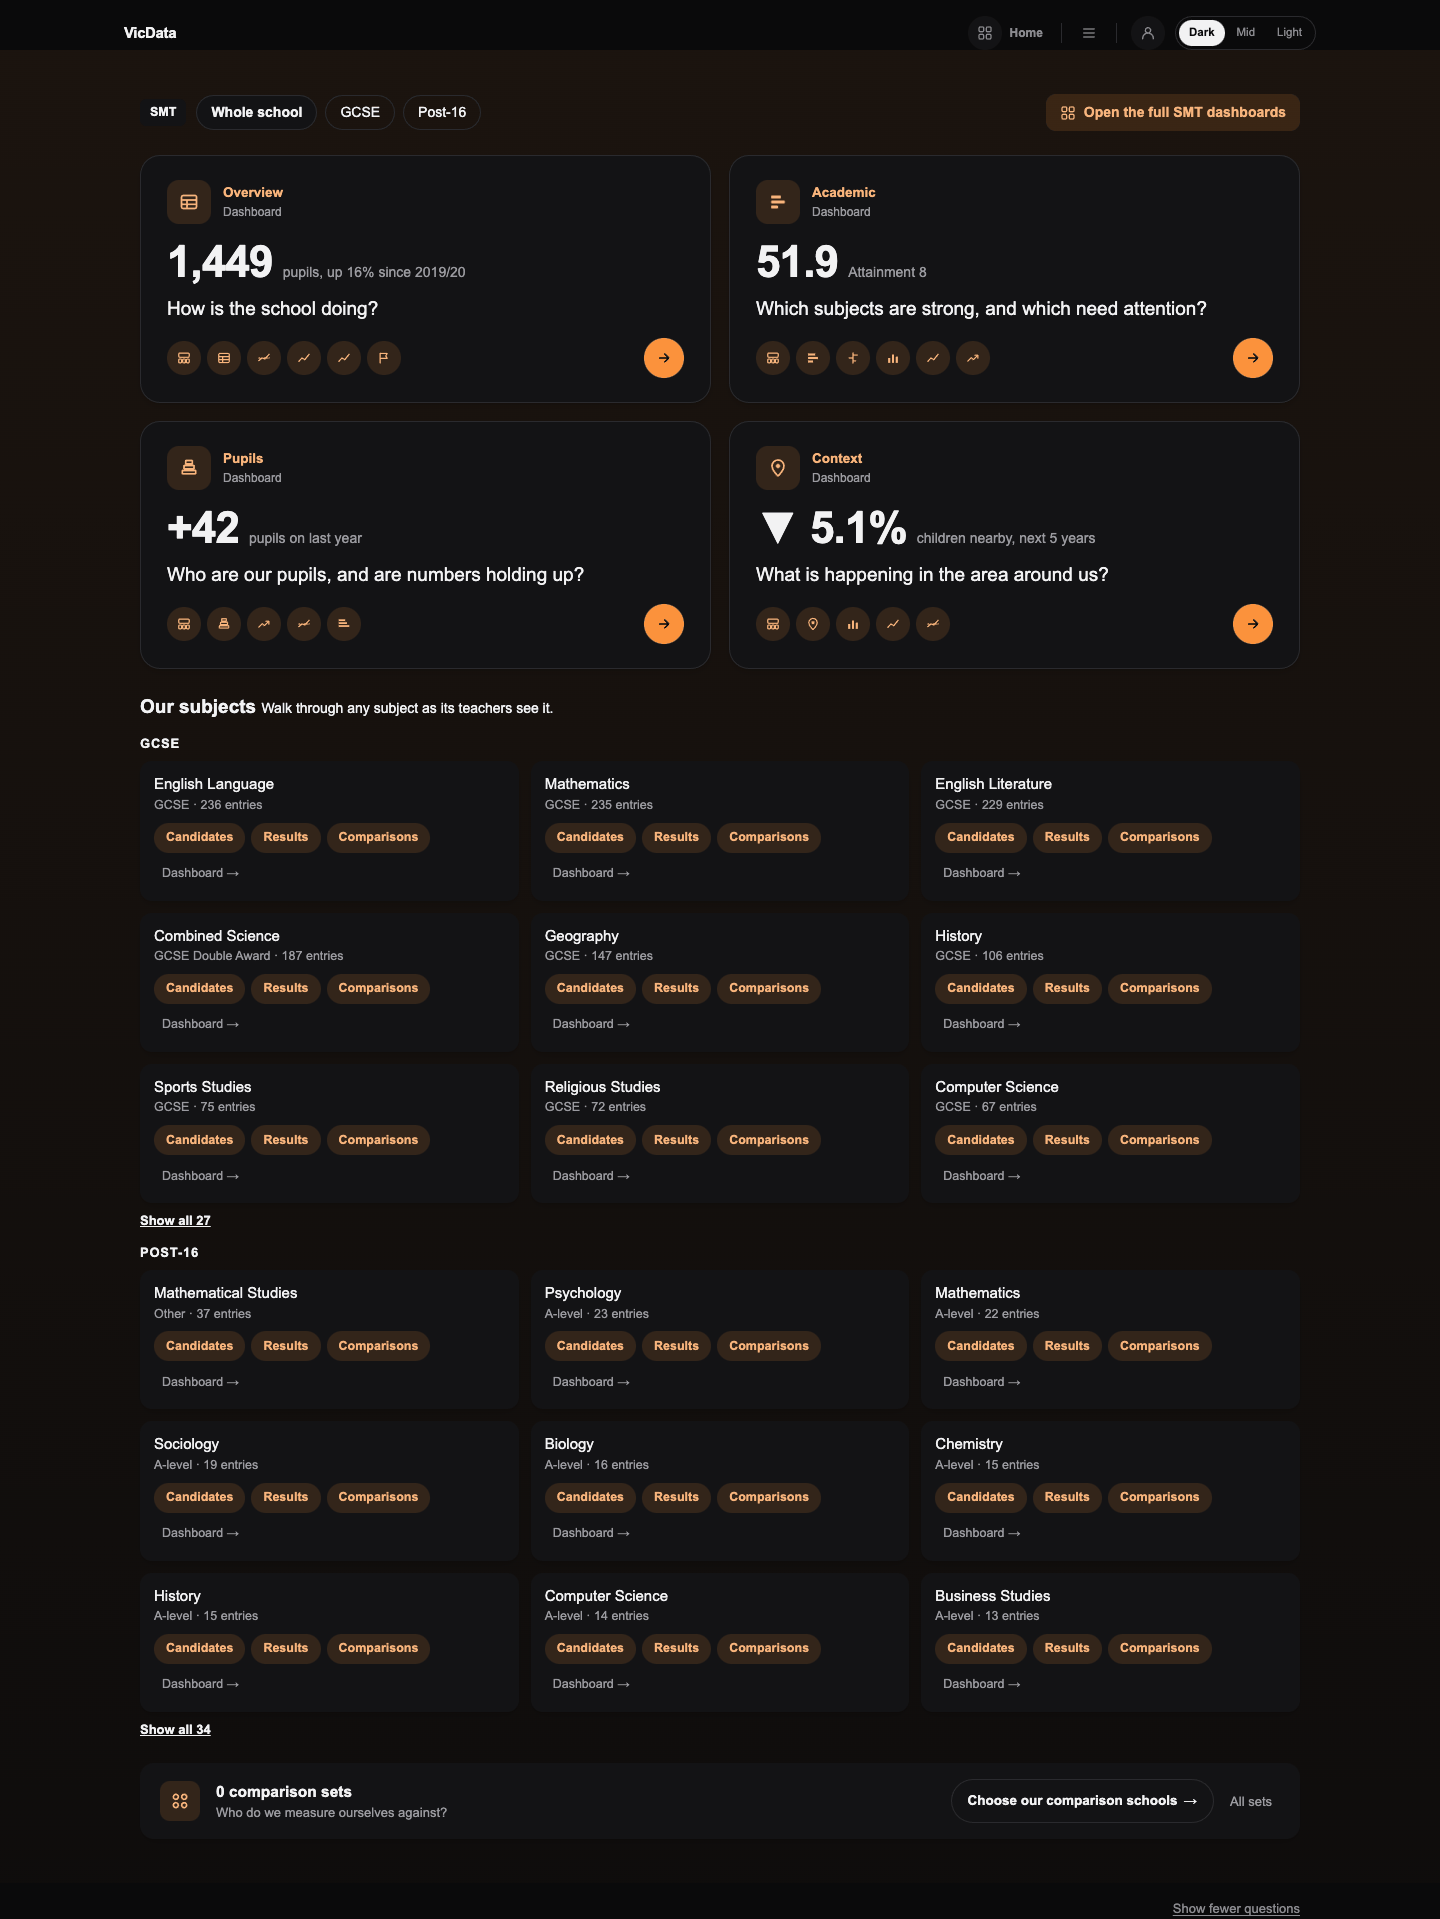 VicData
Home
Dark Mid Light
SMT Whole school GCSE Post-16
Open the full SMT dashboards
Overview
Dashboard
1,449 pupils, up 16% since 2019/20
How is the school doing?
Academic
Dashboard
51.9 Attainment 8
Which subjects are strong, and which need attention?
Pupils
Dashboard
+42 pupils on last year
Who are our pupils, and are numbers holding up?
Context
Dashboard
▼ 5.1% children nearby, next 5 years
What is happening in the area around us?
Our subjects Walk through any subject as its teachers see it.
GCSE
English Language
GCSE · 236 entries
Candidates Results Comparisons
Dashboard →
Mathematics
GCSE · 235 entries
Candidates Results Comparisons
Dashboard →
English Literature
GCSE · 229 entries
Candidates Results Comparisons
Dashboard →
Combined Science
GCSE Double Award · 187 entries
Candidates Results Comparisons
Dashboard →
Geography
GCSE · 147 entries
Candidates Results Comparisons
Dashboard →
History
GCSE · 106 entries
Candidates Results Comparisons
Dashboard →
Sports Studies
GCSE · 75 entries
Candidates Results Comparisons
Dashboard →
Religious Studies
GCSE · 72 entries
Candidates Results Comparisons
Dashboard →
Computer Science
GCSE · 67 entries
Candidates Results Comparisons
Dashboard →
Show all 27
POST-16
Mathematical Studies
Other · 37 entries
Candidates Results Comparisons
Dashboard →
Psychology
A-level · 23 entries
Candidates Results Comparisons
Dashboard →
Mathematics
A-level · 22 entries
Candidates Results Comparisons
Dashboard →
Sociology
A-level · 19 entries
Candidates Results Comparisons
Dashboard →
Biology
A-level · 16 entries
Candidates Results Comparisons
Dashboard →
Chemistry
A-level · 15 entries
Candidates Results Comparisons
Dashboard →
History
A-level · 15 entries
Candidates Results Comparisons
Dashboard →
Computer Science
A-level · 14 entries
Candidates Results Comparisons
Dashboard →
Business Studies
A-level · 13 entries
Candidates Results Comparisons
Dashboard →
Show all 34
0 comparison sets
Who do we measure ourselves against?
Choose our comparison schools →
All sets
Show fewer questions